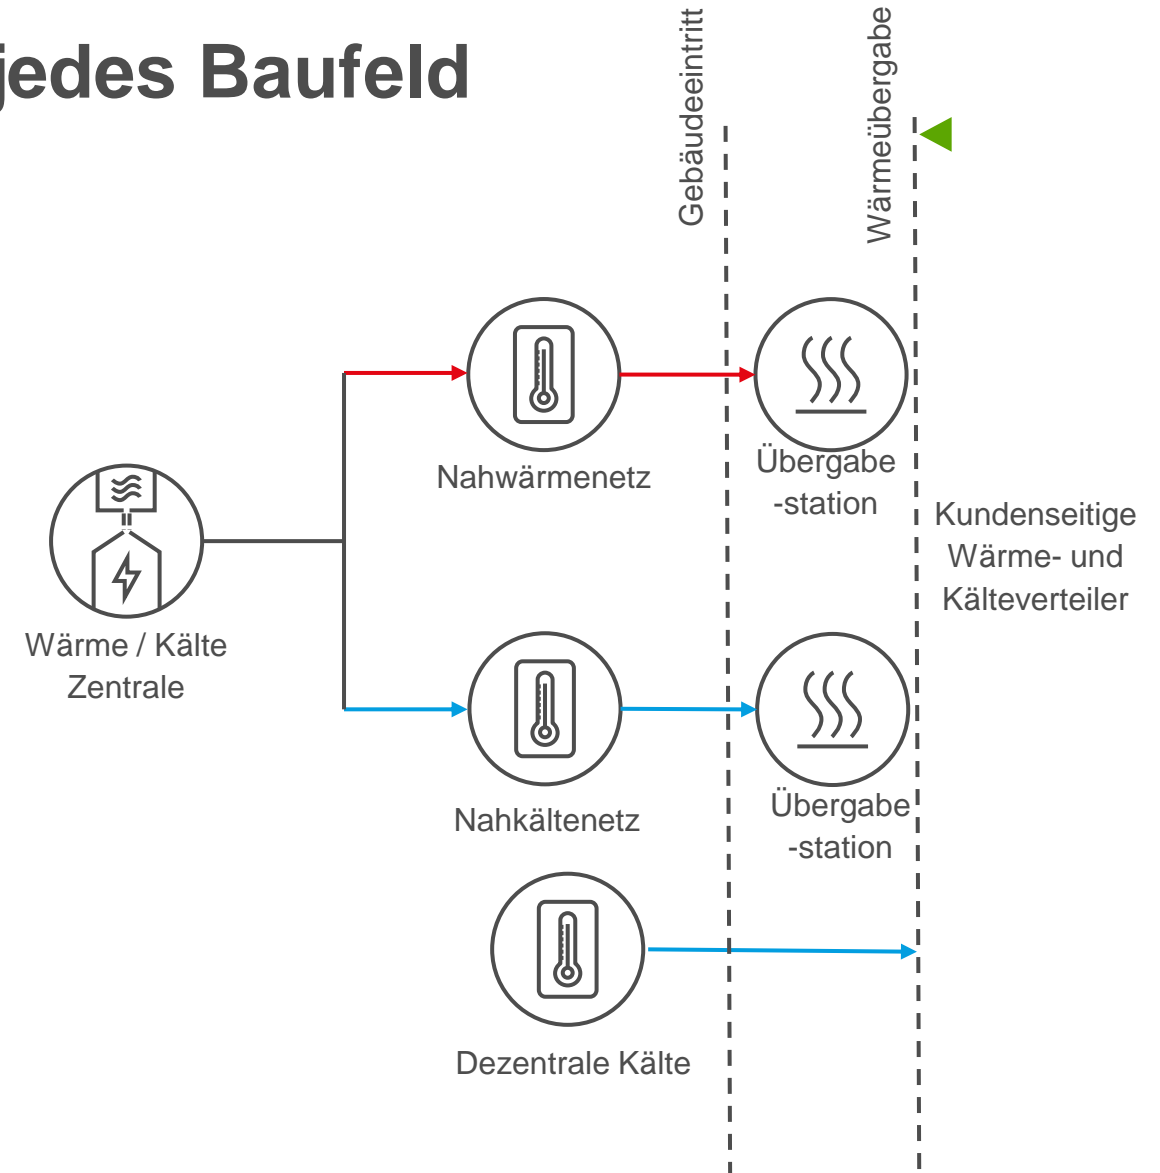 jedes Baufeld
Gebäudeeintritt
Wärmeübergabe
Nahwärmenetz
Übergabe
-station
Kundenseitige
Wärme- und
Kälteverteiler
Wärme / Kälte
Zentrale
Nahkältenetz
Übergabe
-station
Dezentrale Kälte